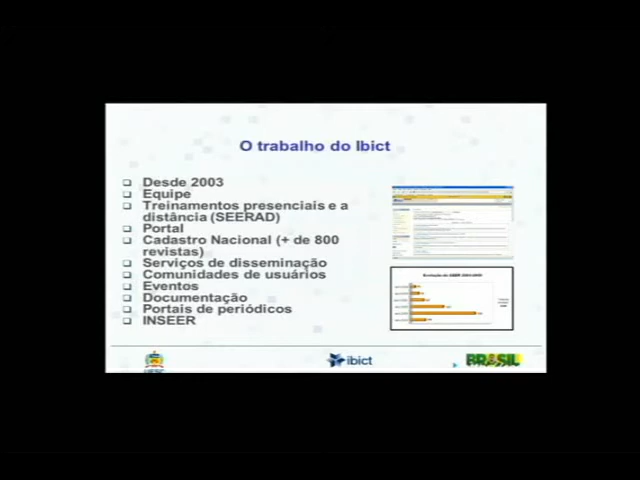 O trabalho do Ibict
Desde 2003
Equipe
Treinamentos presenciais e a
distância (SEERAD)
Portal
Cadastro Nacional (+ de 800
revistas)
Serviços de disseminação
Comunidades de usuários
Eventos
Documentação
Portais de periódicos
INSEER
UFSC
ibict
BRASIL